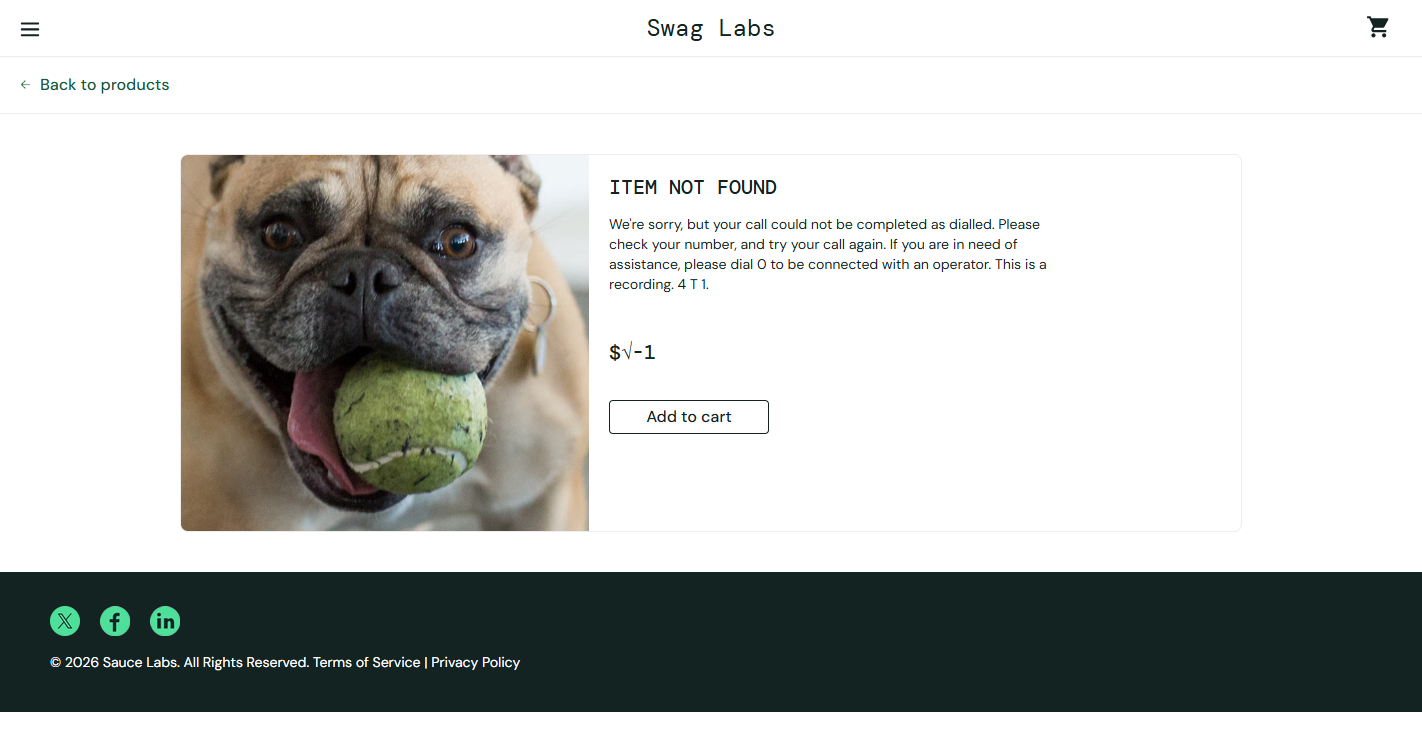 Swag Labs
Back to products
ITEM NOT FOUND
We're sorry, but your call could not be completed as dialled. Please
check your number, and try your call again. If you are in need of
assistance, please dial 0 to be connected with an operator. This is a
recording. 4 T 1.
$√-1
Add to cart
© 2026 Sauce Labs. All Rights Reserved. Terms of Service | Privacy Policy